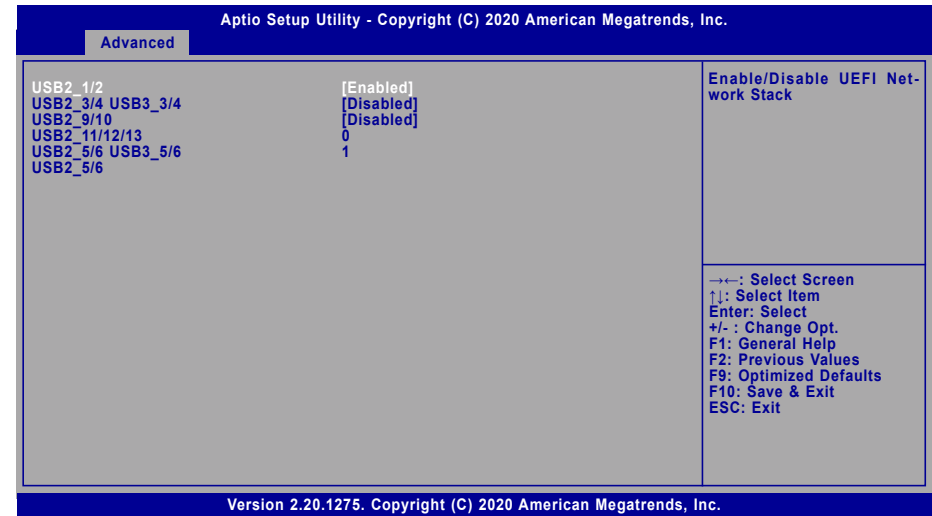 Aptio Setup Utility - Copyright (C) 2020 American Megatrends, Inc.
Advanced
USB2_1/2 [Enabled]
USB2_3/4 USB3_3/4 [Disabled]
USB2_9/10 [Disabled]
USB2_11/12/13 0
USB2_5/6 USB3_5/6 1
USB2_5/6
Enable/Disable UEFI Net-
work Stack
→←: Select Screen
↑↓: Select Item
Enter: Select
+/- : Change Opt.
F1: General Help
F2: Previous Values
F9: Optimized Defaults
F10: Save & Exit
ESC: Exit
Version 2.20.1275. Copyright (C) 2020 American Megatrends, Inc.